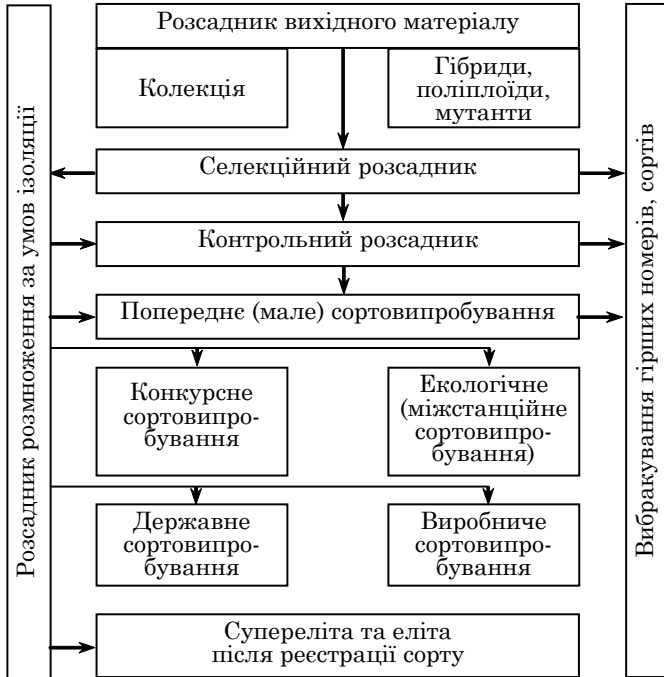 Розсадник розмноження за умов ізоляції
Розсадник вихідного матеріалу
Колекція
Гібриди,
поліплоїди,
мутанти
Селекційний розсадник
Контрольний розсадник
Попереднє (мале) сортовипробування
Конкурсне
сортовипро-
бування
Екологічне
(міжстанційне
сортовипро-
бування)
Державне
сортовипро-
бування
Виробниче
сортовипро-
бування
Супереліта та еліта
після реєстрації сорту
Вибракування гірших номерів, сортів